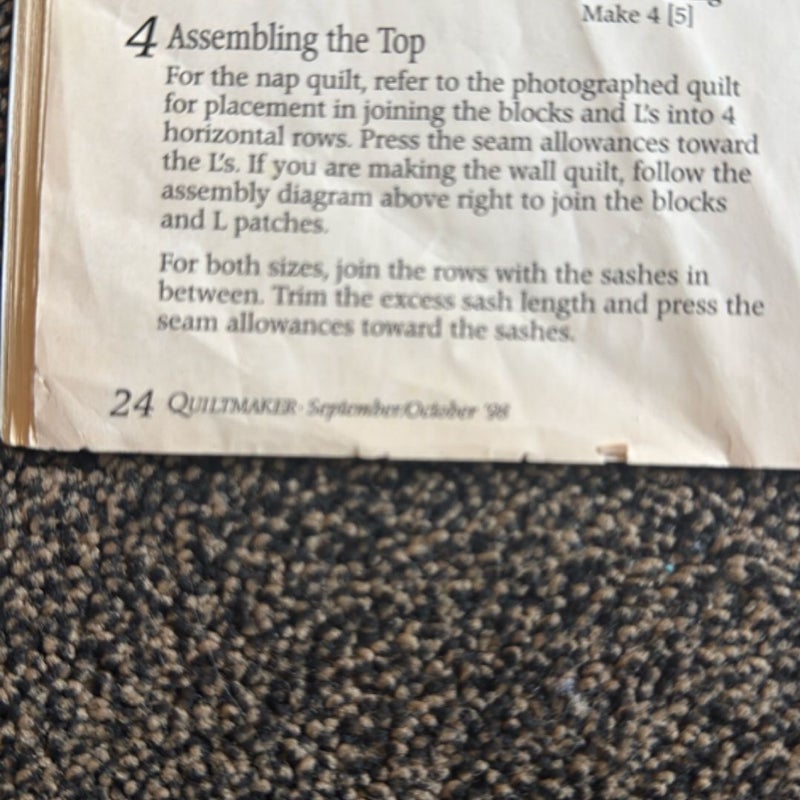 Make 4 [5]
4 Assembling the Top
For the nap quilt, refer to the photographed quilt
for placement in joining the blocks and L's into 4
horizontal rows. Press the seam allowances toward
the L's. If you are making the wall quilt, follow the
assembly diagram above right to join the blocks
and L patches.
For both sizes, join the rows with the sashes in
between. Trim the excess sash length and press the
seam allowances toward the sashes.
24 QUILTMAKER · September/October '98